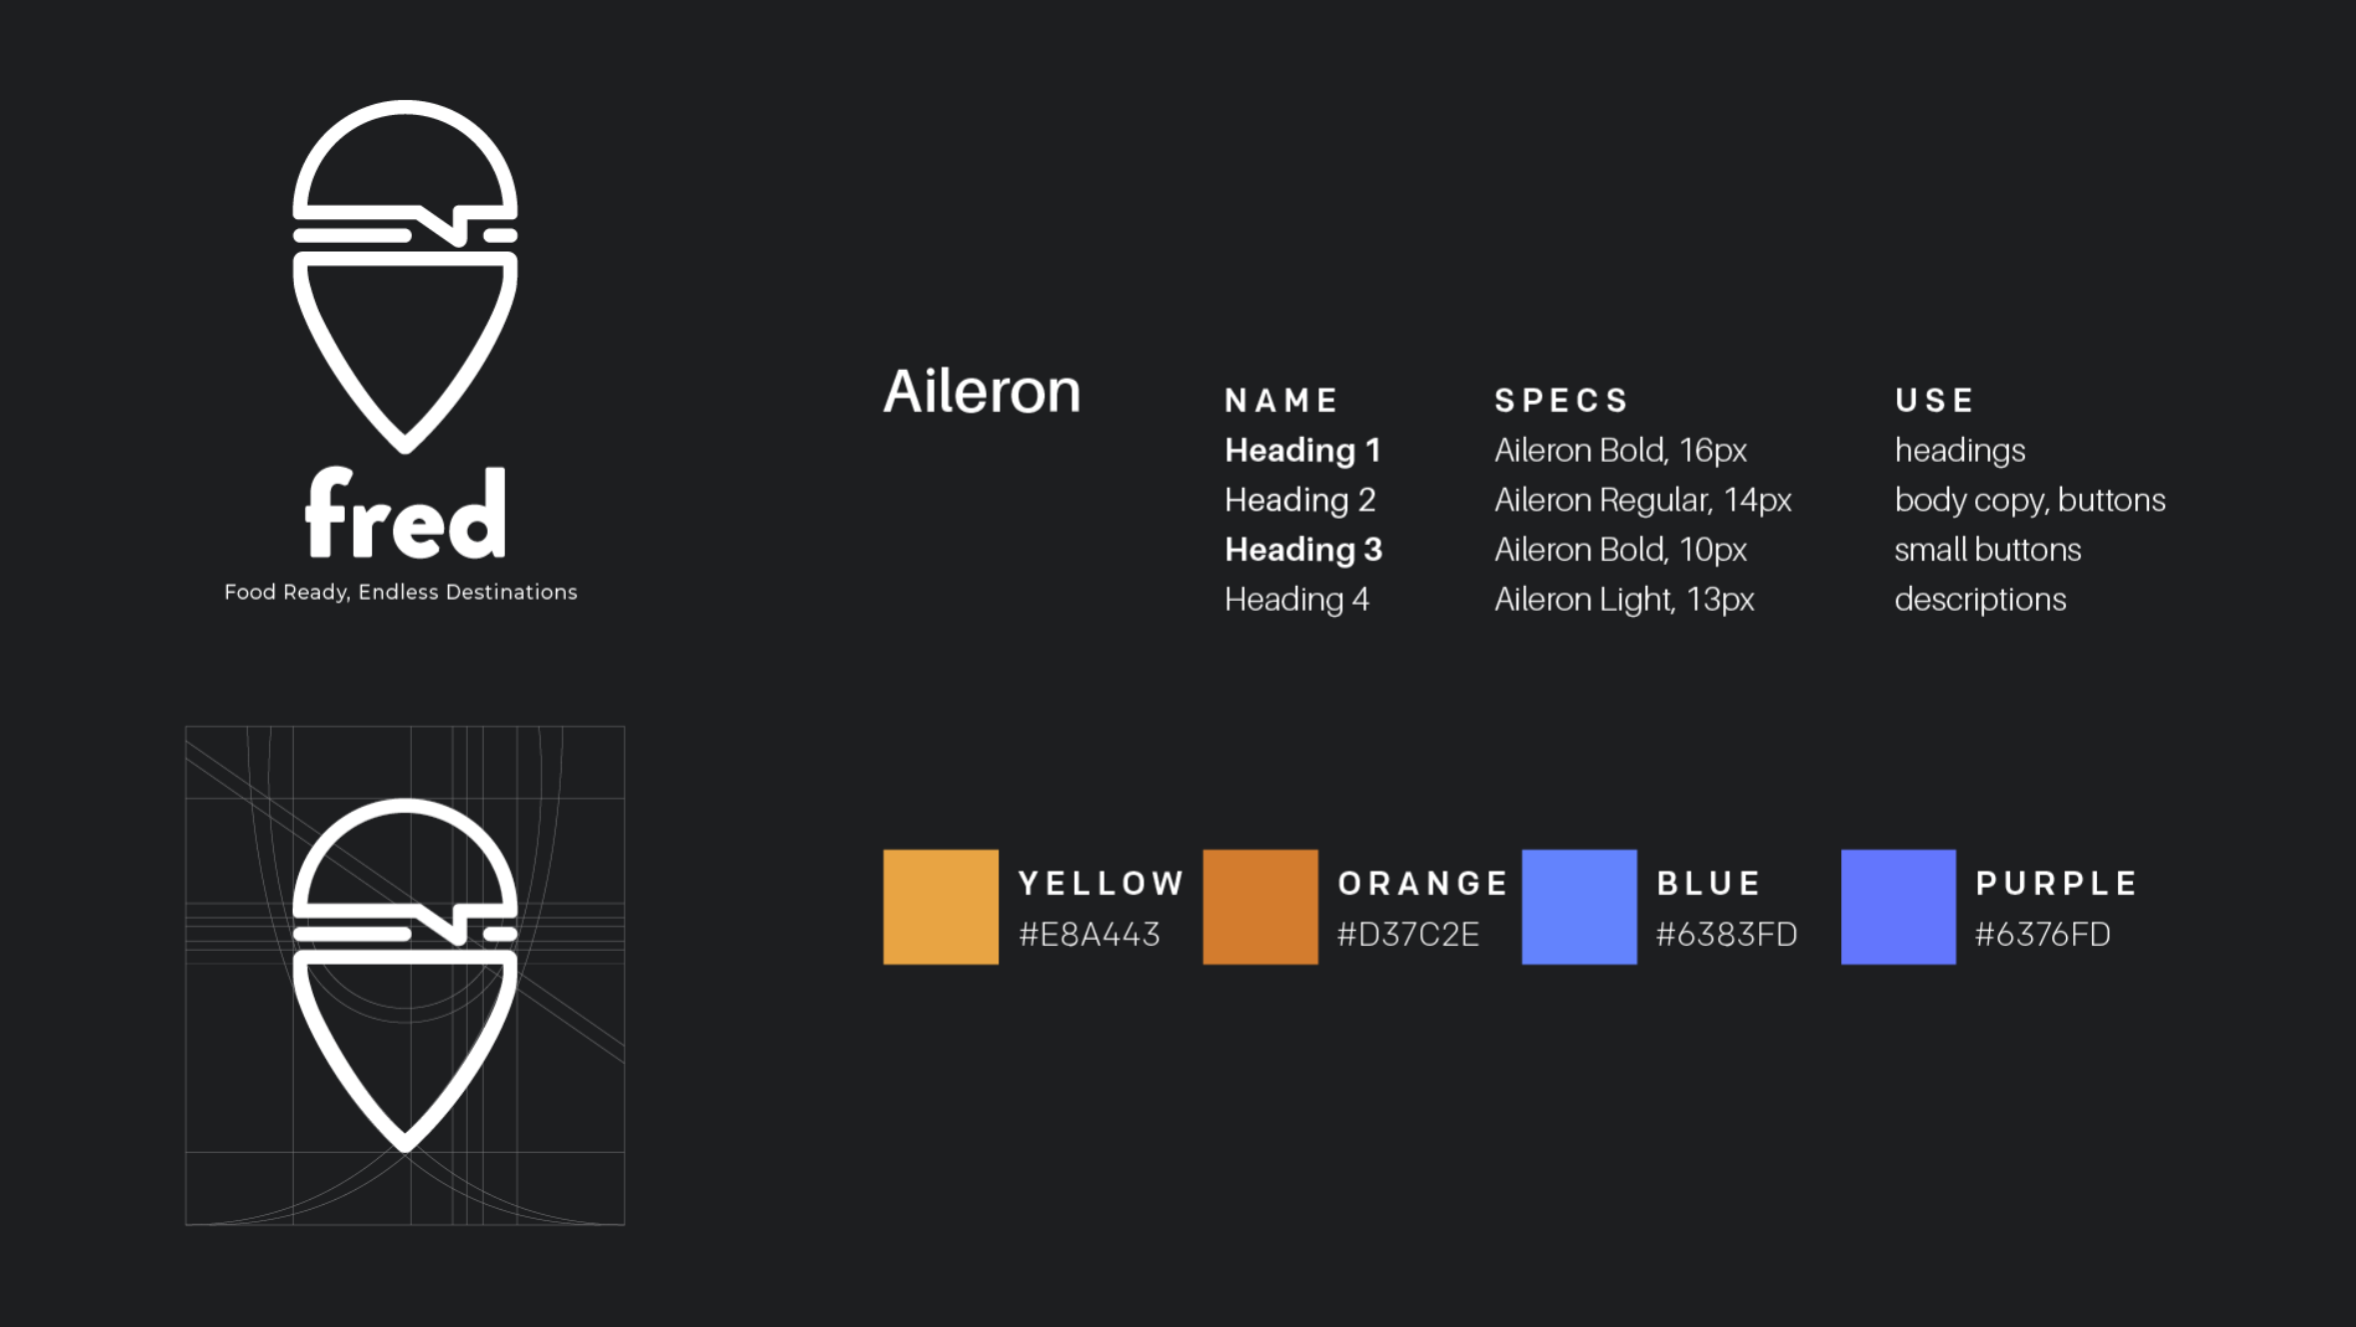 fred
Food Ready, Endless Destinations
Aileron
NAME SPECS USE
Heading 1 Aileron Bold, 16px headings
Heading 2 Aileron Regular, 14px body copy, buttons
Heading 3 Aileron Bold, 10px small buttons
Heading 4 Aileron Light, 13px descriptions
YELLOW ORANGE BLUE PURPLE
#E8A443 #D37C2E #6383FD #6376FD